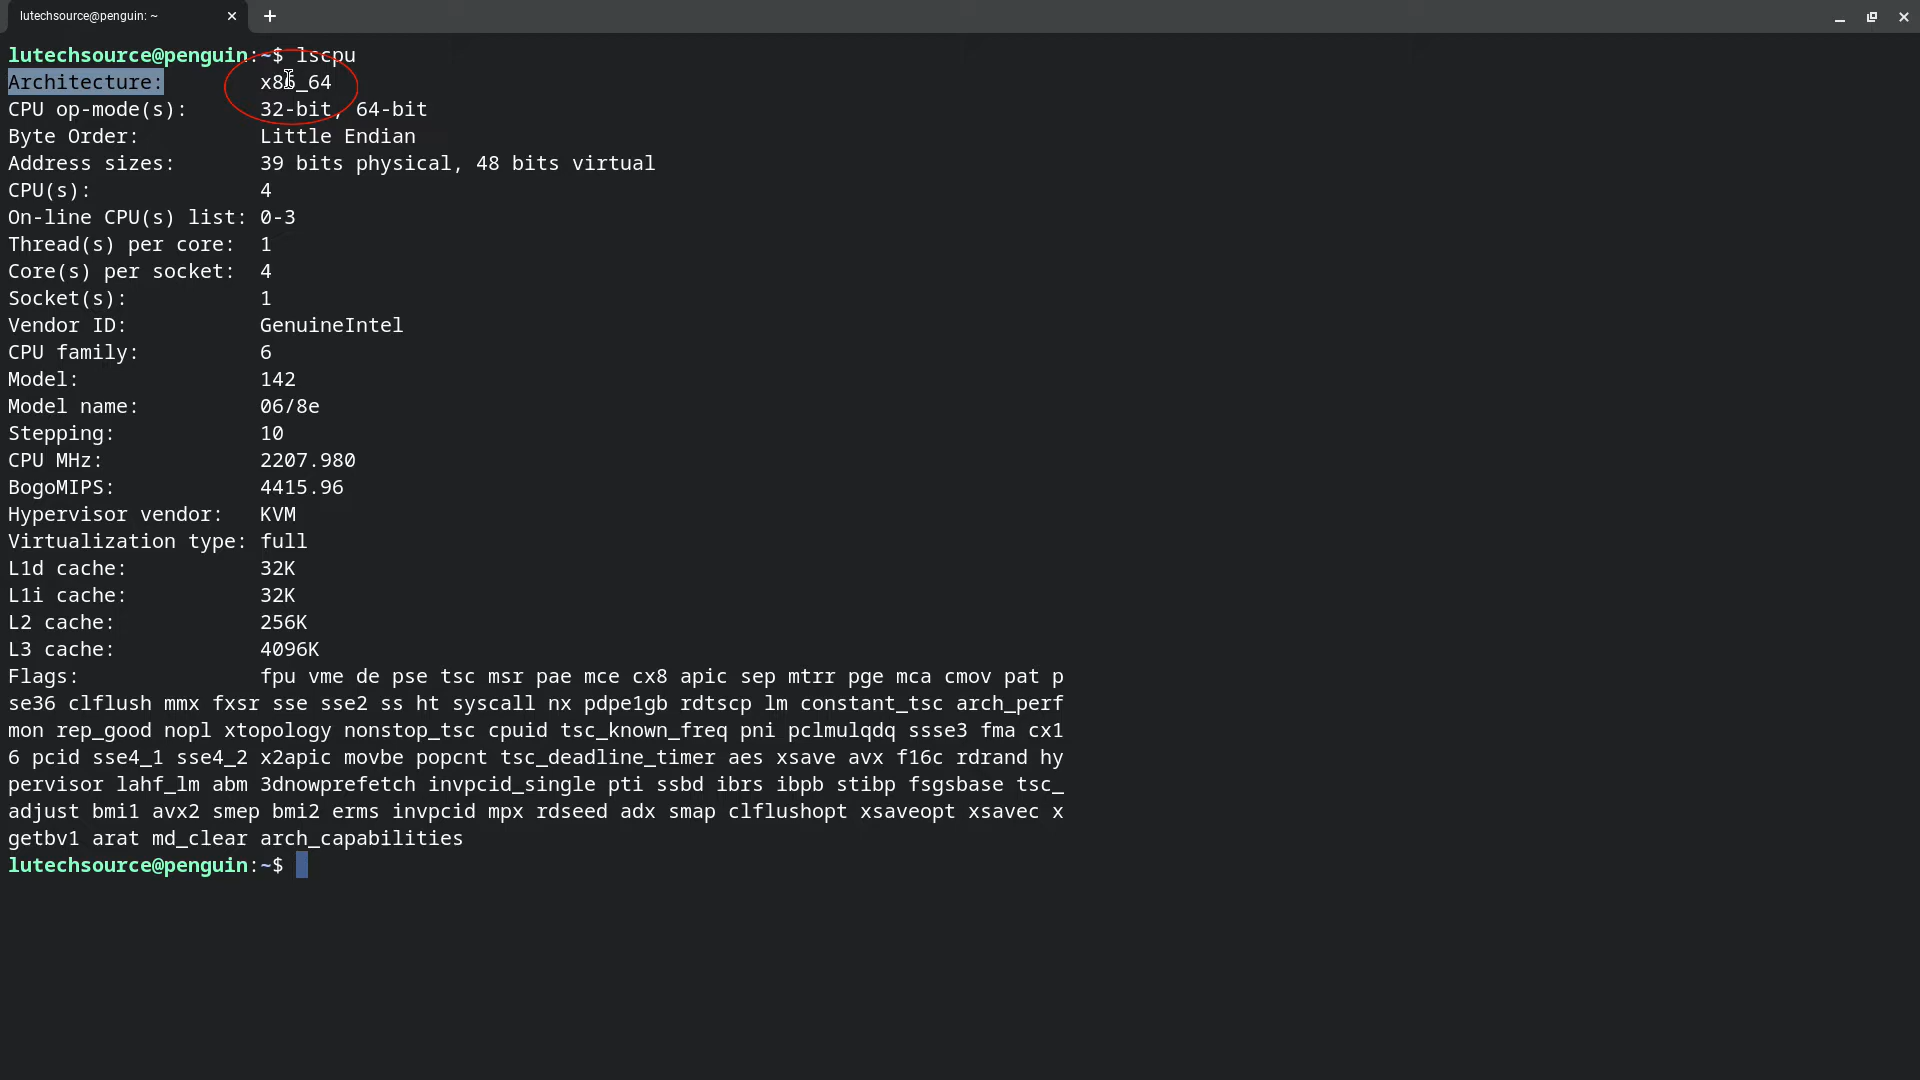 lutechsource@penguin: ~
lutechsource@penguin:~$ lscpu
Architecture:        x86_64
CPU op-mode(s):      32-bit, 64-bit
Byte Order:          Little Endian
Address sizes:       39 bits physical, 48 bits virtual
CPU(s):              4
On-line CPU(s) list: 0-3
Thread(s) per core:  1
Core(s) per socket:  4
Socket(s):           1
Vendor ID:           GenuineIntel
CPU family:          6
Model:               142
Model name:          06/8e
Stepping:            10
CPU MHz:             2207.980
BogoMIPS:            4415.96
Hypervisor vendor:   KVM
Virtualization type: full
L1d cache:           32K
L1i cache:           32K
L2 cache:            256K
L3 cache:            4096K
Flags:               fpu vme de pse tsc msr pae mce cx8 apic sep mtrr pge mca cmov pat p
se36 clflush mmx fxsr sse sse2 ss ht syscall nx pdpe1gb rdtscp lm constant_tsc arch_perf
mon rep_good nopl xtopology nonstop_tsc cpuid tsc_known_freq pni pclmulqdq ssse3 fma cx1
6 pcid sse4_1 sse4_2 x2apic movbe popcnt tsc_deadline_timer aes xsave avx f16c rdrand hy
pervisor lahf_lm abm 3dnowprefetch invpcid_single pti ssbd ibrs ibpb stibp fsgsbase tsc_
adjust bmi1 avx2 smep bmi2 erms invpcid mpx rdseed adx smap clflushopt xsaveopt xsavec x
getbv1 arat md_clear arch_capabilities
lutechsource@penguin:~$